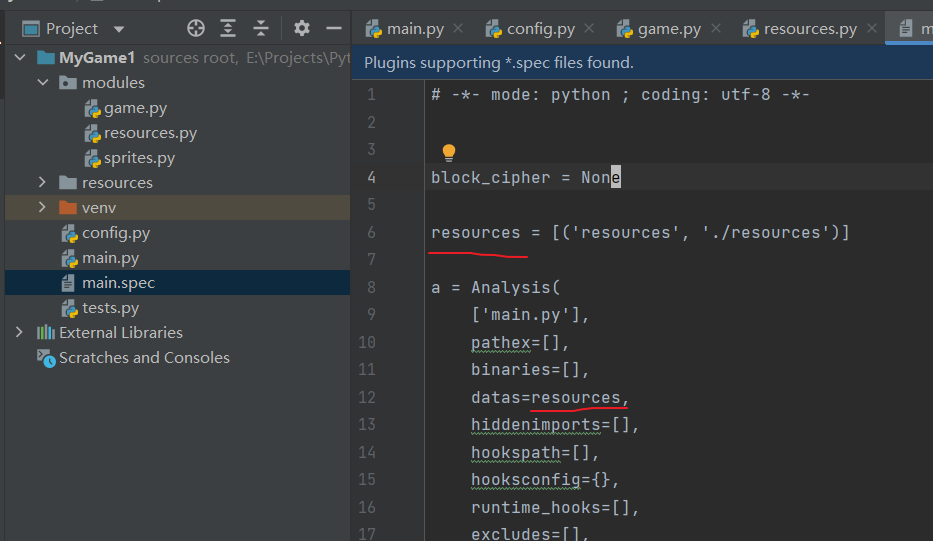 Project
main.py
config.py
game.py
resources.py
m
MyGame1 sources root, E:\Projects\Pyt
modules
game.py
resources.py
sprites.py
resources
venv
config.py
main.py
main.spec
tests.py
External Libraries
Scratches and Consoles
Plugins supporting *.spec files found.
1 # -*- mode: python ; coding: utf-8 -*-
2
3
4 block_cipher = None
5
6 resources = [('resources', './resources')]
7
8 a = Analysis(
9 ['main.py'],
10 pathex=[],
11 binaries=[],
12 datas=resources,
13 hiddenimports=[],
14 hookspath=[],
15 hooksconfig={},
16 runtime_hooks=[],
17 excludes=[],